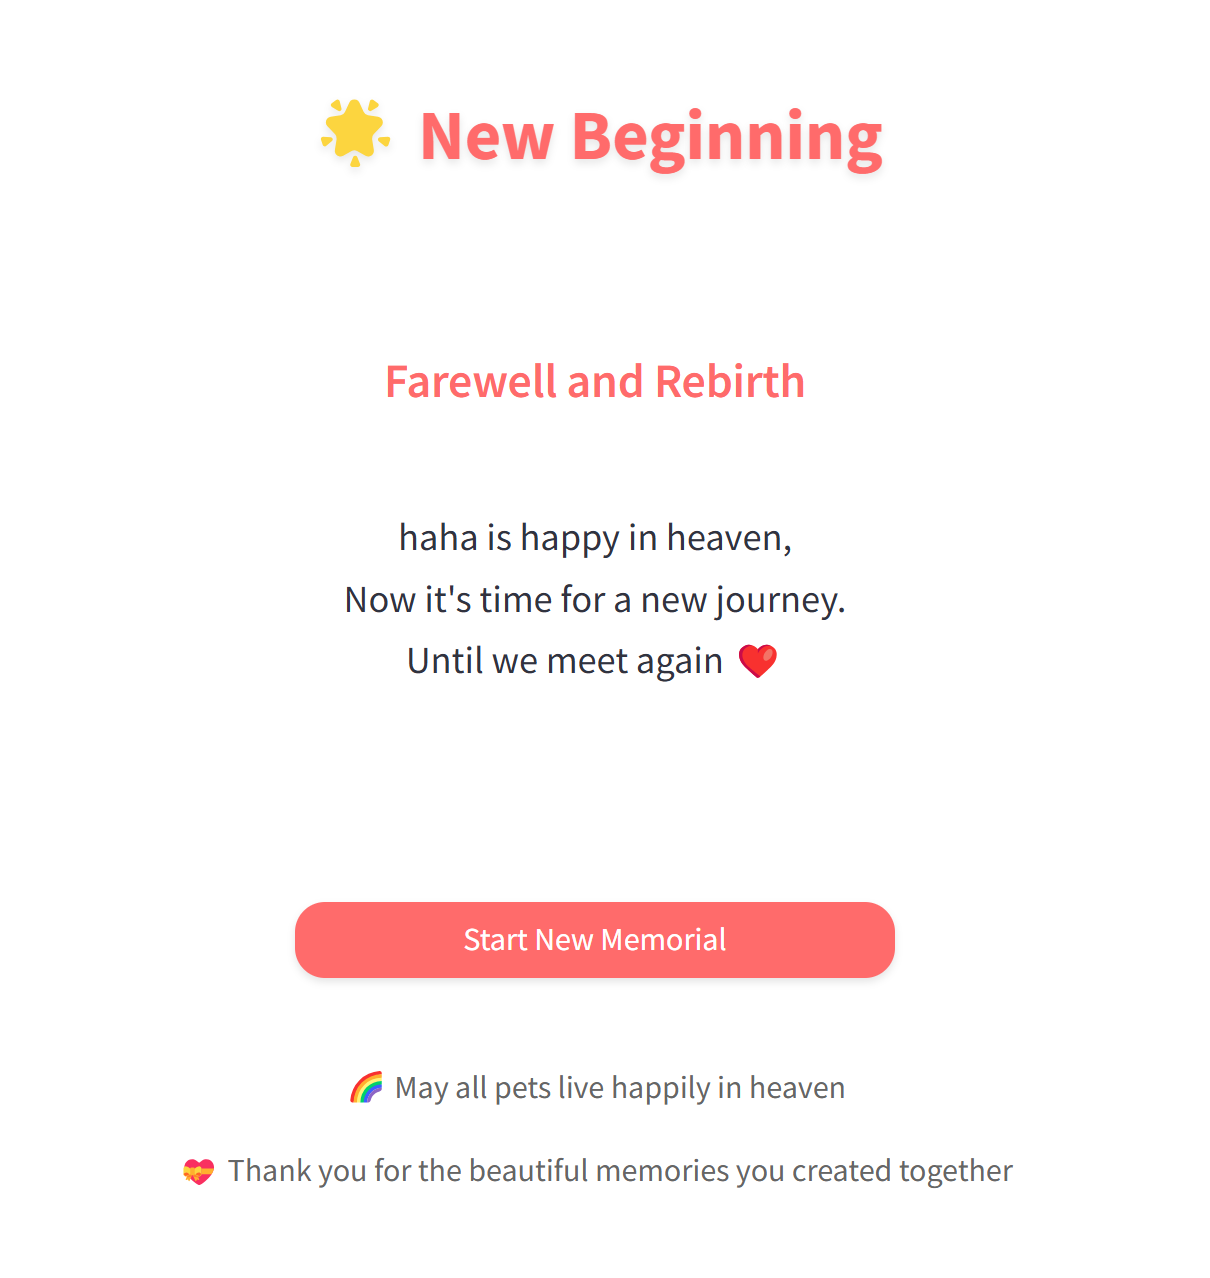 🌟 New Beginning
Farewell and Rebirth
haha is happy in heaven,
Now it's time for a new journey.
Until we meet again ❤️
Start New Memorial
🌈 May all pets live happily in heaven
💝 Thank you for the beautiful memories you created together